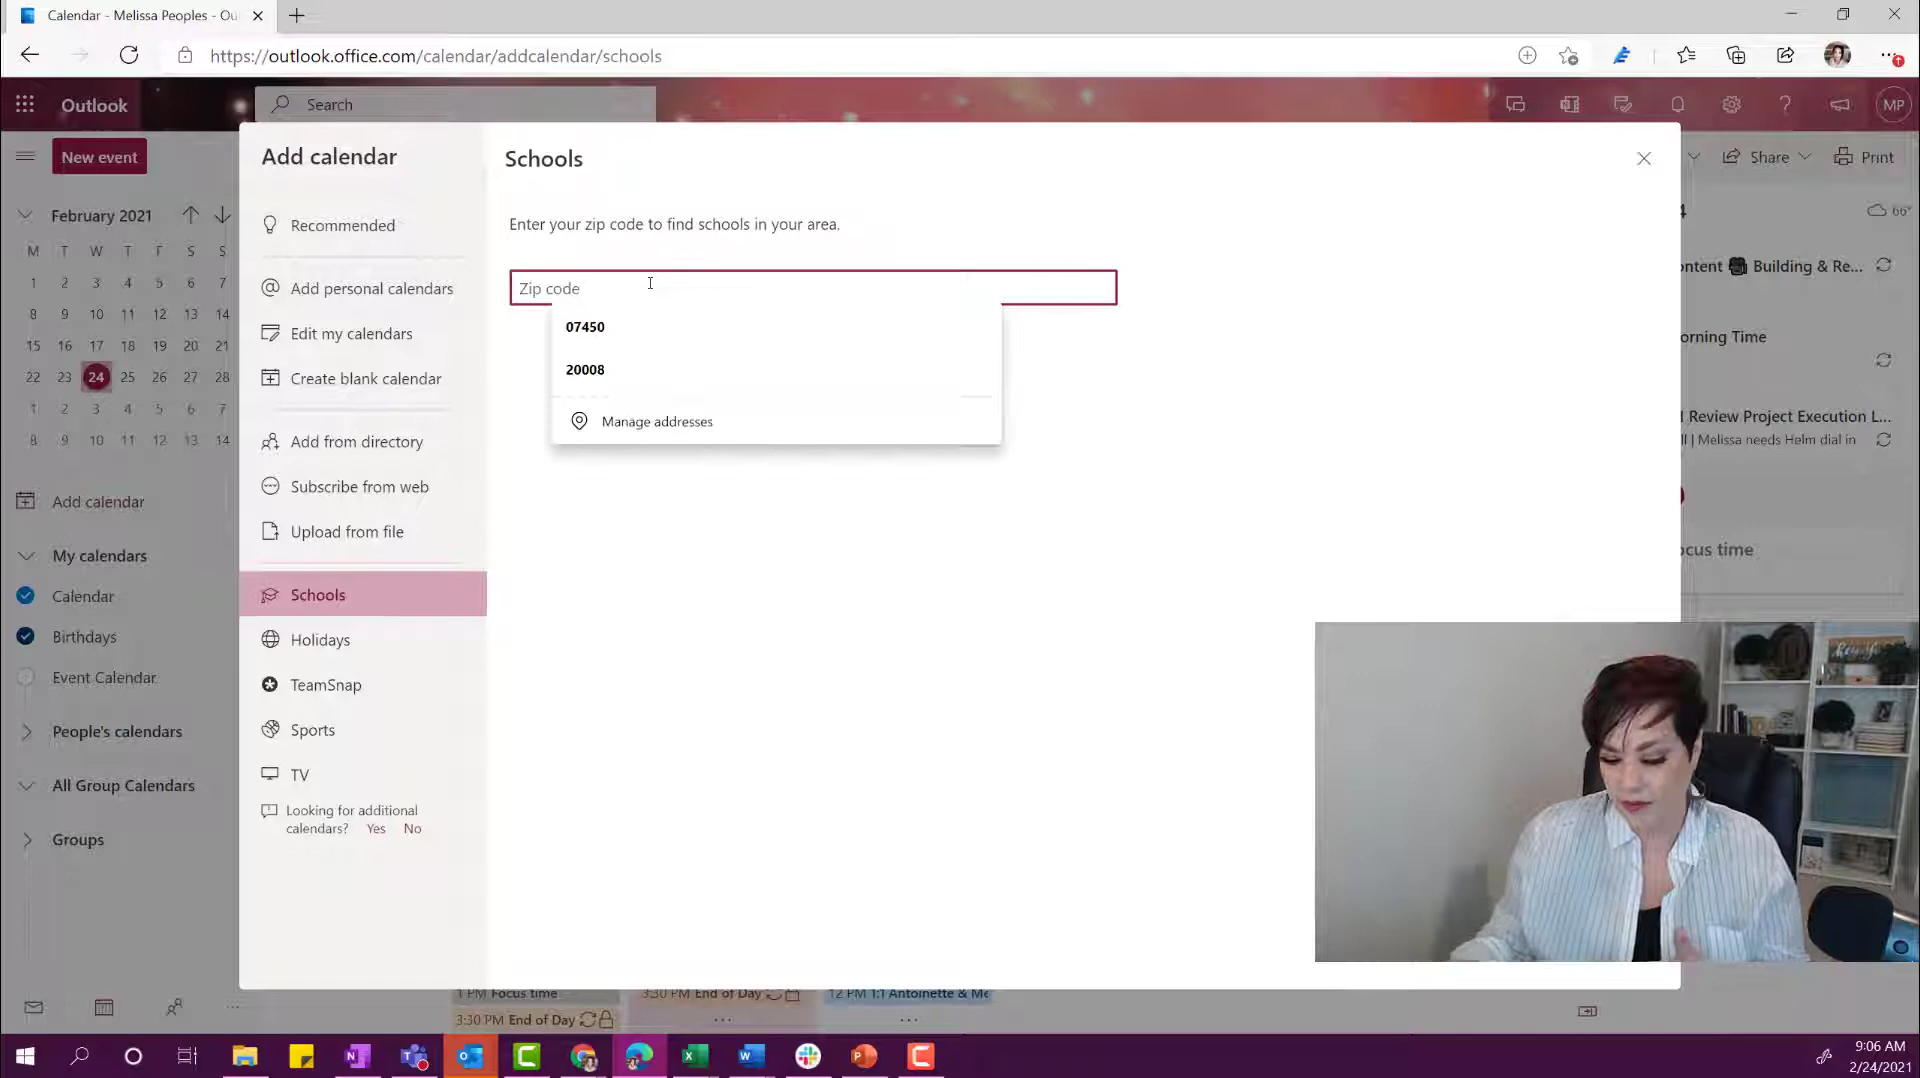 Calendar - Melissa Peoples - Ou
https://outlook.office.com/calendar/addcalendar/schools
Outlook
Search
MP
New event
Share
Print
Add calendar
Schools
February 2021
M T W T F S S
1 2 3 4 5 6 7
8 9 10 11 12 13 14
15 16 17 18 19 20 21
22 23 24 25 26 27 28
1 2 3 4 5 6 7
8 9 10 11 12 13 14
Recommended
Add personal calendars
Edit my calendars
Create blank calendar
Add from directory
Subscribe from web
Upload from file
Schools
Holidays
TeamSnap
Sports
TV
Looking for additional
calendars? Yes No
Enter your zip code to find schools in your area.
Zip code
07450
20008
Manage addresses
Add calendar
My calendars
Calendar
Birthdays
Event Calendar
People's calendars
All Group Calendars
Groups
4
66°
ntent Building & Re...
orning Time
l Review Project Execution L...
ll | Melissa needs Helm dial in
ocus time
1 PM Focus time
3:30 PM End of Day
3:30 PM End of Day
12 PM 1:1 Antoinette & Me
9:06 AM
2/24/2021